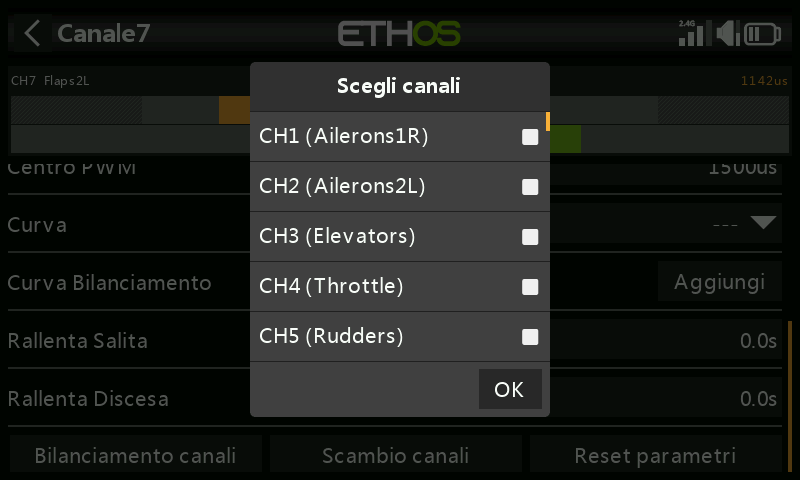 Canale7
ETHOS
2.4G
CH7 Flaps2L
1142us
Scegli canali
CH1 (Ailerons1R)
CH2 (Ailerons2L)
CH3 (Elevators)
CH4 (Throttle)
CH5 (Rudders)
OK
Centro PWM
1500us
Curva
---
Curva Bilanciamento
Aggiungi
Rallenta Salita
0.0s
Rallenta Discesa
0.0s
Bilanciamento canali
Scambio canali
Reset parametri